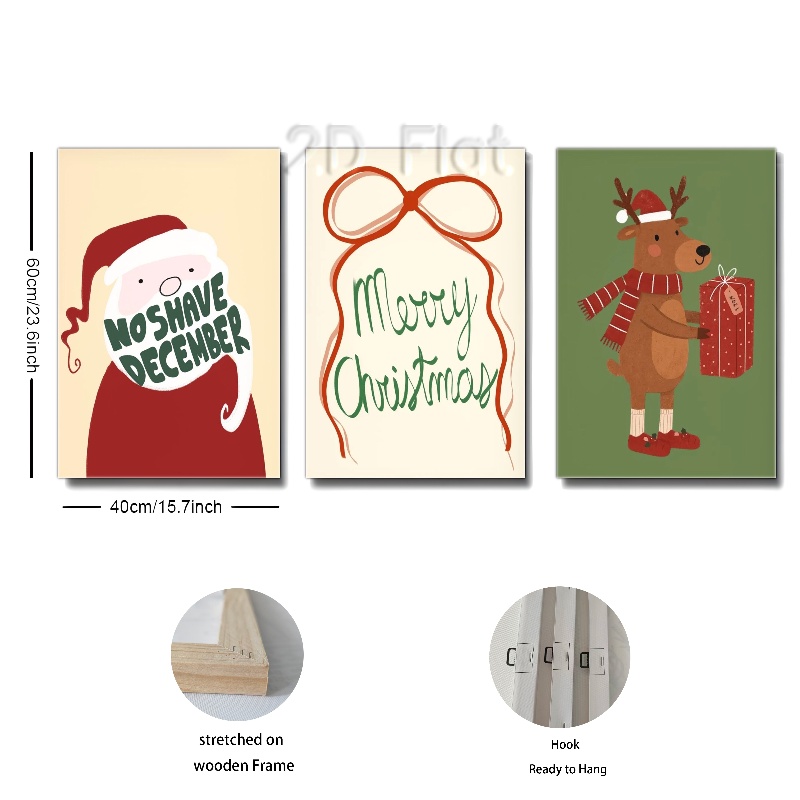 2D Flat
60cm/23.6inch
NO SHAVE
DECEMBER
Merry
Christmas
40cm/15.7inch
stretched on
wooden Frame
Hook
Ready to Hang